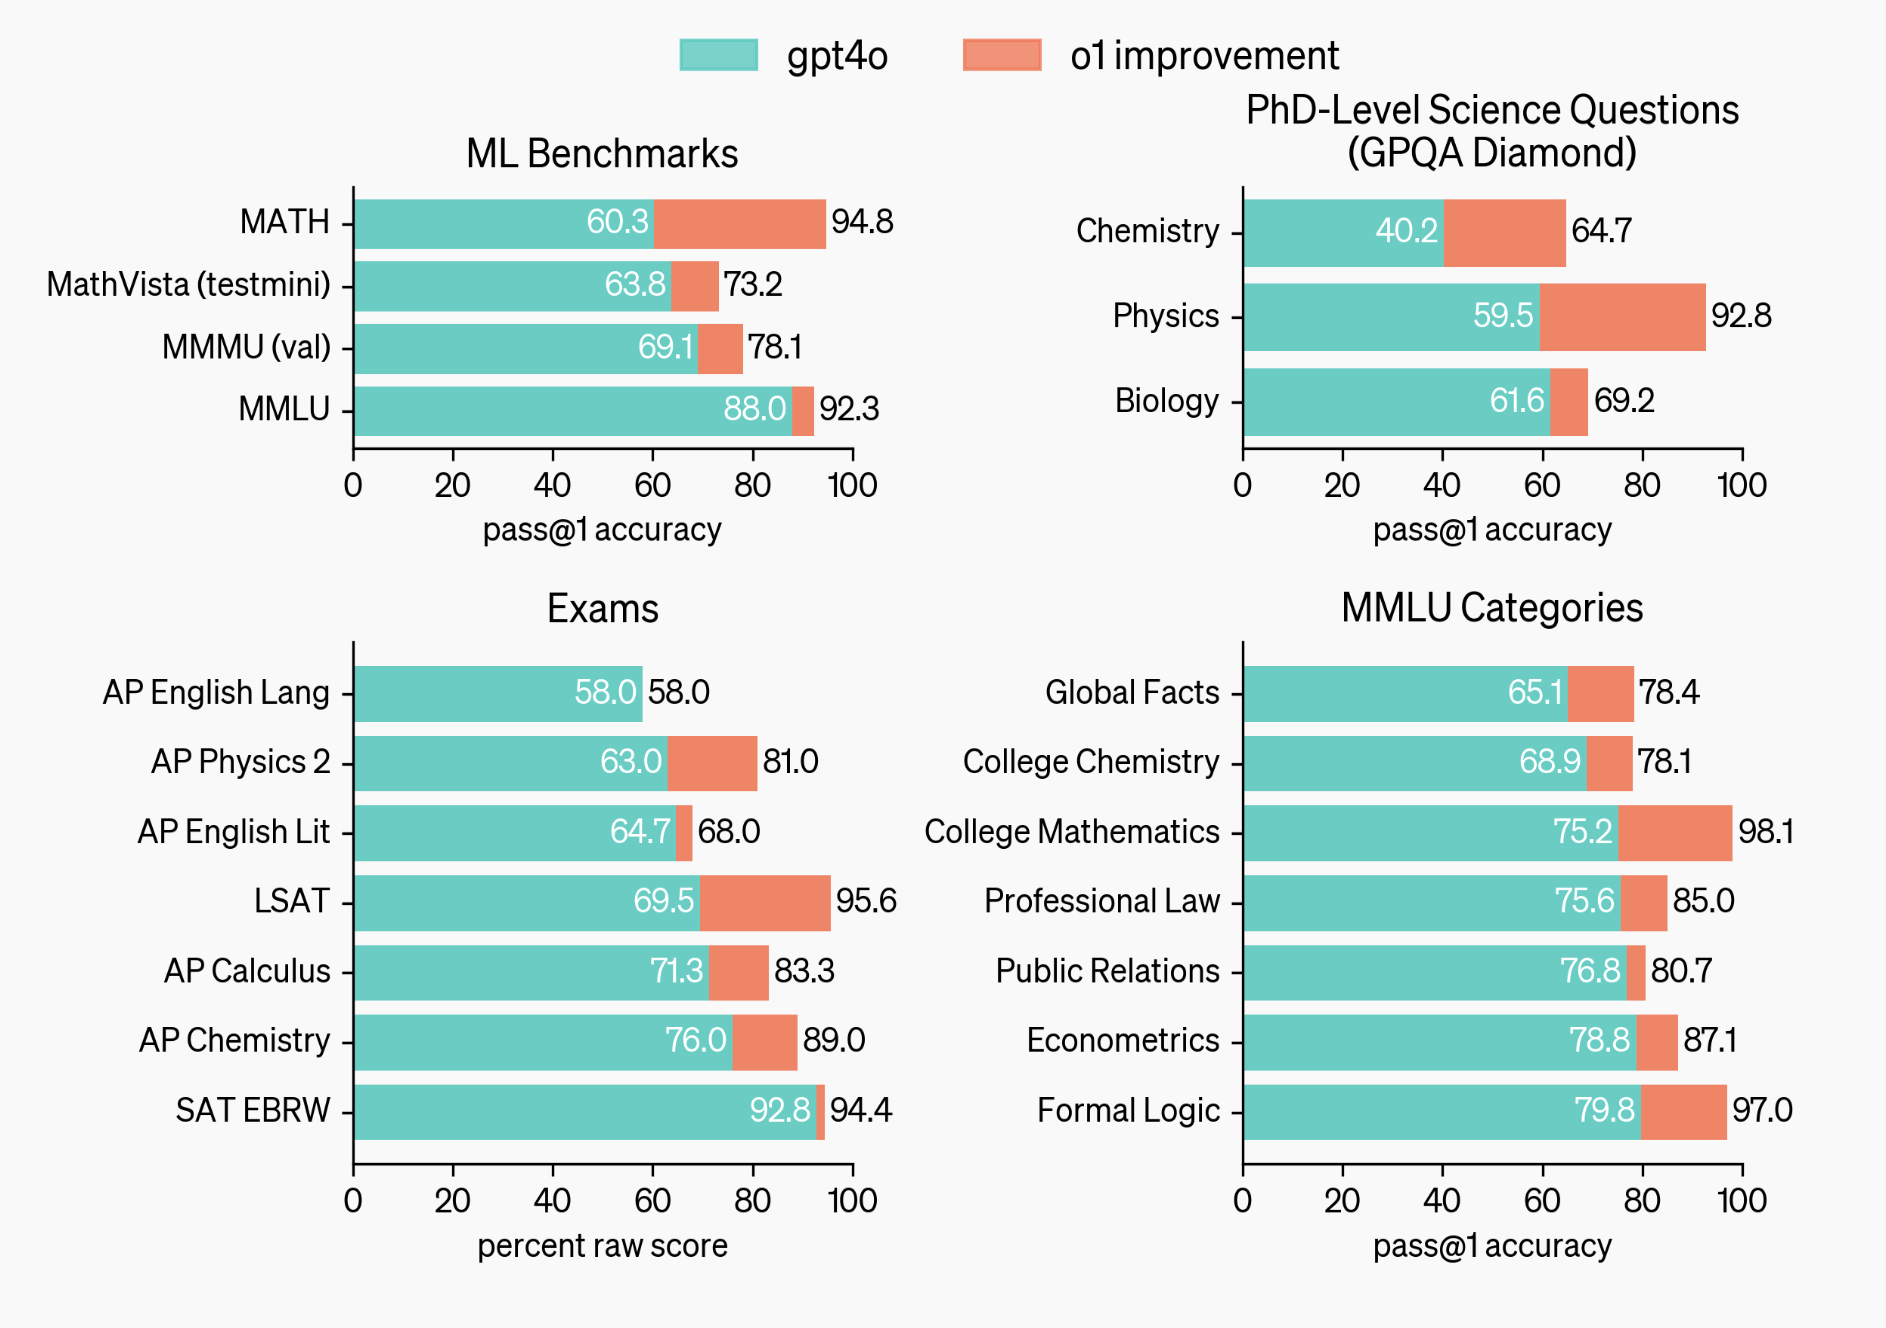 gpt4o
o1 improvement
ML Benchmarks
MATH
60.3
94.8
MathVista (testmini)
63.8
73.2
MMMU (val)
69.1
78.1
MMLU
88.0
92.3
0 20 40 60 80 100
pass@1 accuracy
PhD-Level Science Questions
(GPQA Diamond)
Chemistry
40.2
64.7
Physics
59.5
92.8
Biology
61.6
69.2
0 20 40 60 80 100
pass@1 accuracy
Exams
AP English Lang
58.0
58.0
AP Physics 2
63.0
81.0
AP English Lit
64.7
68.0
LSAT
69.5
95.6
AP Calculus
71.3
83.3
AP Chemistry
76.0
89.0
SAT EBRW
92.8
94.4
0 20 40 60 80 100
percent raw score
MMLU Categories
Global Facts
65.1
78.4
College Chemistry
68.9
78.1
College Mathematics
75.2
98.1
Professional Law
75.6
85.0
Public Relations
76.8
80.7
Econometrics
78.8
87.1
Formal Logic
79.8
97.0
0 20 40 60 80 100
pass@1 accuracy